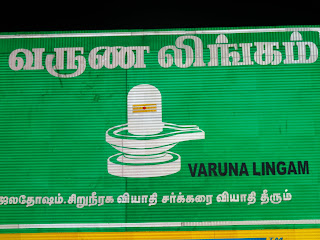 வருண லிங்கம்
VARUNA LINGAM
ஜலதோஷம்.சிறுநீரக வியாதி சர்க்கரை வியாதி தீரும்